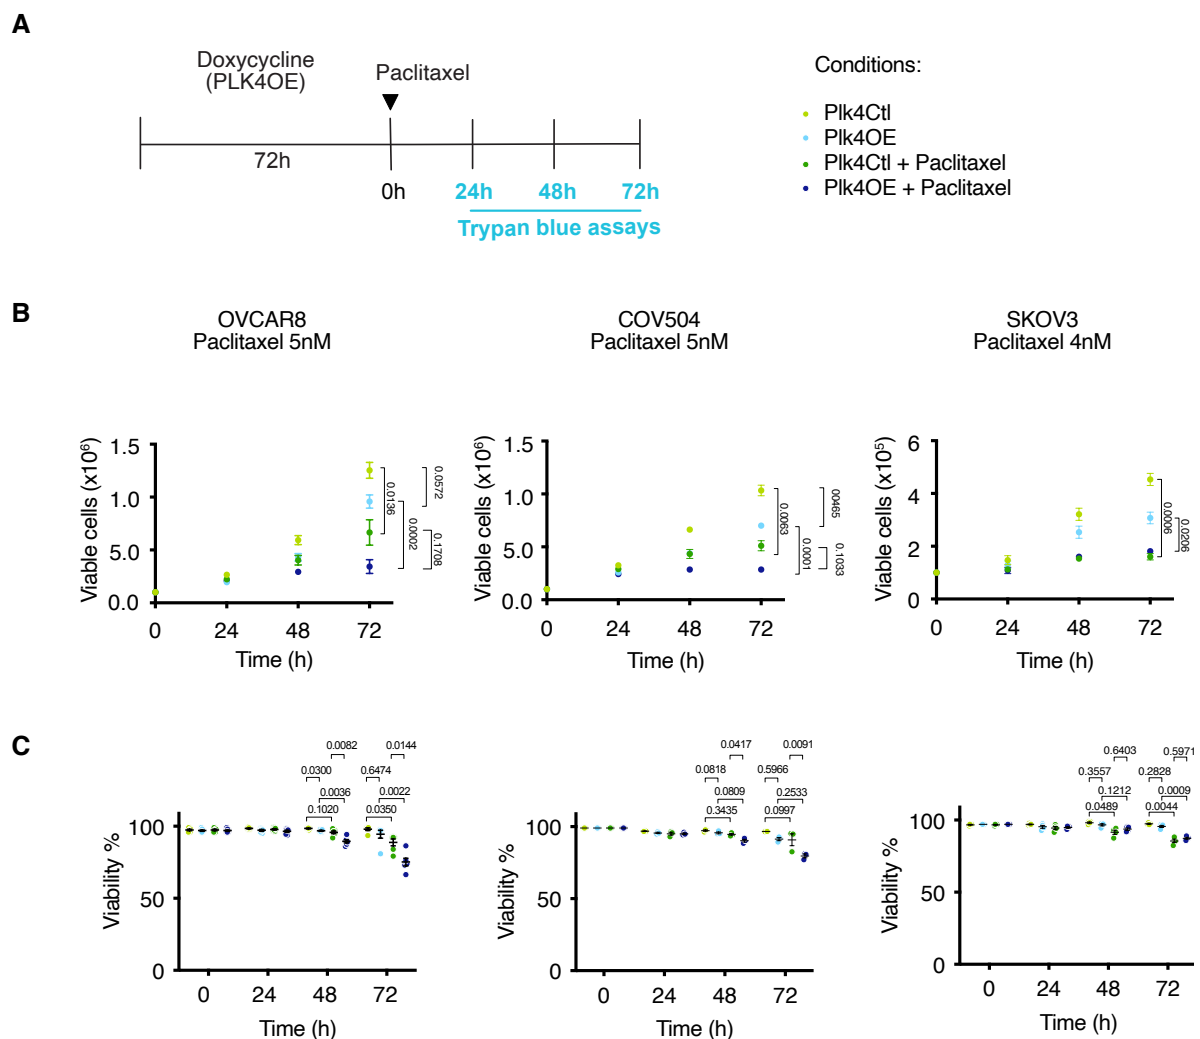 A
Doxycycline
(PLK4OE)
Paclitaxel
72h
0h
24h
48h
72h
Trypan blue assays
Conditions:
Plk4Ctl
Plk4OE
Plk4Ctl + Paclitaxel
Plk4OE + Paclitaxel
B
OVCAR8
Paclitaxel 5nM
COV504
Paclitaxel 5nM
SKOV3
Paclitaxel 4nM
Viable cells (x10⁶)
1.5
1.0
5.0
0.0
0
24
48
72
Time (h)
0.0136
0.0572
0.0002
0.1708
Viable cells (x10⁶)
1.5
1.0
5.0
0.0
0
24
48
72
Time (h)
0.0063
00465
0.0001
0.1033
Viable cells (x10⁵)
6
4
2
0
0
24
48
72
Time (h)
0.0006
0.0206
C
Viability %
100
50
0
0
24
48
72
Time (h)
0.0082
0.0300
0.0036
0.1020
0.0144
0.6474
0.0022
0.0350
Viability %
100
50
0
0
24
48
72
Time (h)
0.0417
0.0818
0.0809
0.3435
0.0091
0.5966
0.2533
0.0997
Viability %
100
50
0
0
24
48
72
Time (h)
0.6403
0.3557
0.1212
0.0489
0.5971
0.2828
0.0009
0.0044